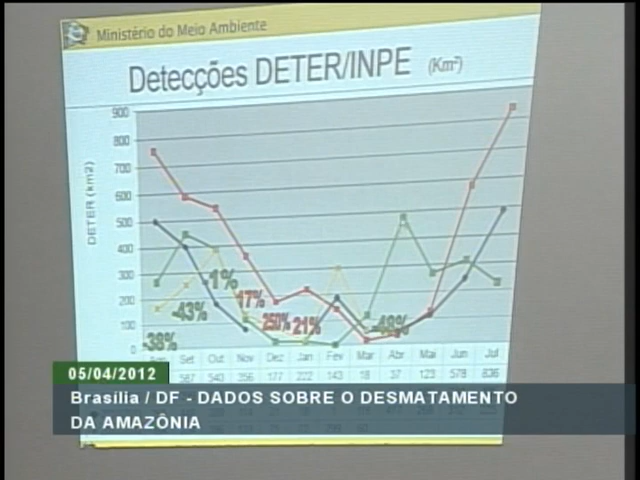 Ministério do Meio Ambiente
Detecções DETER/INPE (Km²)
DETER (km2)
900
800
700
600
500
400
300
200
100
0
-38%
-43%
1%
17%
250%
21%
-48%
Set Out Nov Dez Jan Fev Mar Abr Mai Jun Jul
587 540 356 177 222 143 18 37 123 578 836
05/04/2012
Brasília / DF - DADOS SOBRE O DESMATAMENTO
DA AMAZÔNIA